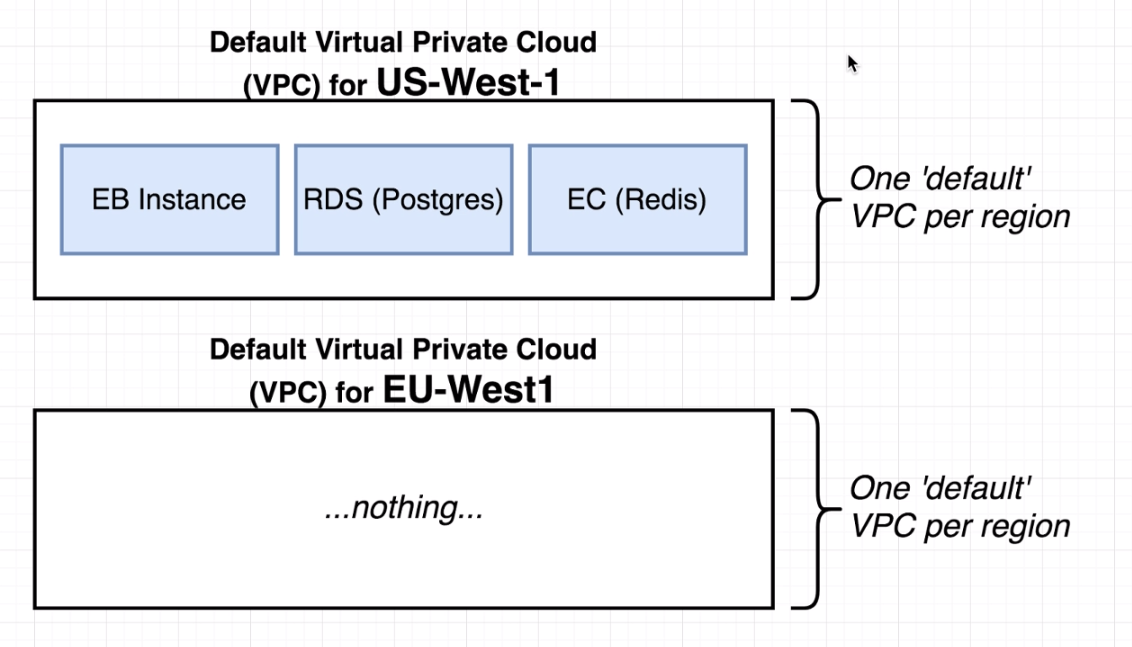 Default Virtual Private Cloud
(VPC) for US-West-1
EB Instance
RDS (Postgres)
EC (Redis)
One 'default'
VPC per region
Default Virtual Private Cloud
(VPC) for EU-West1
...nothing...
One 'default'
VPC per region